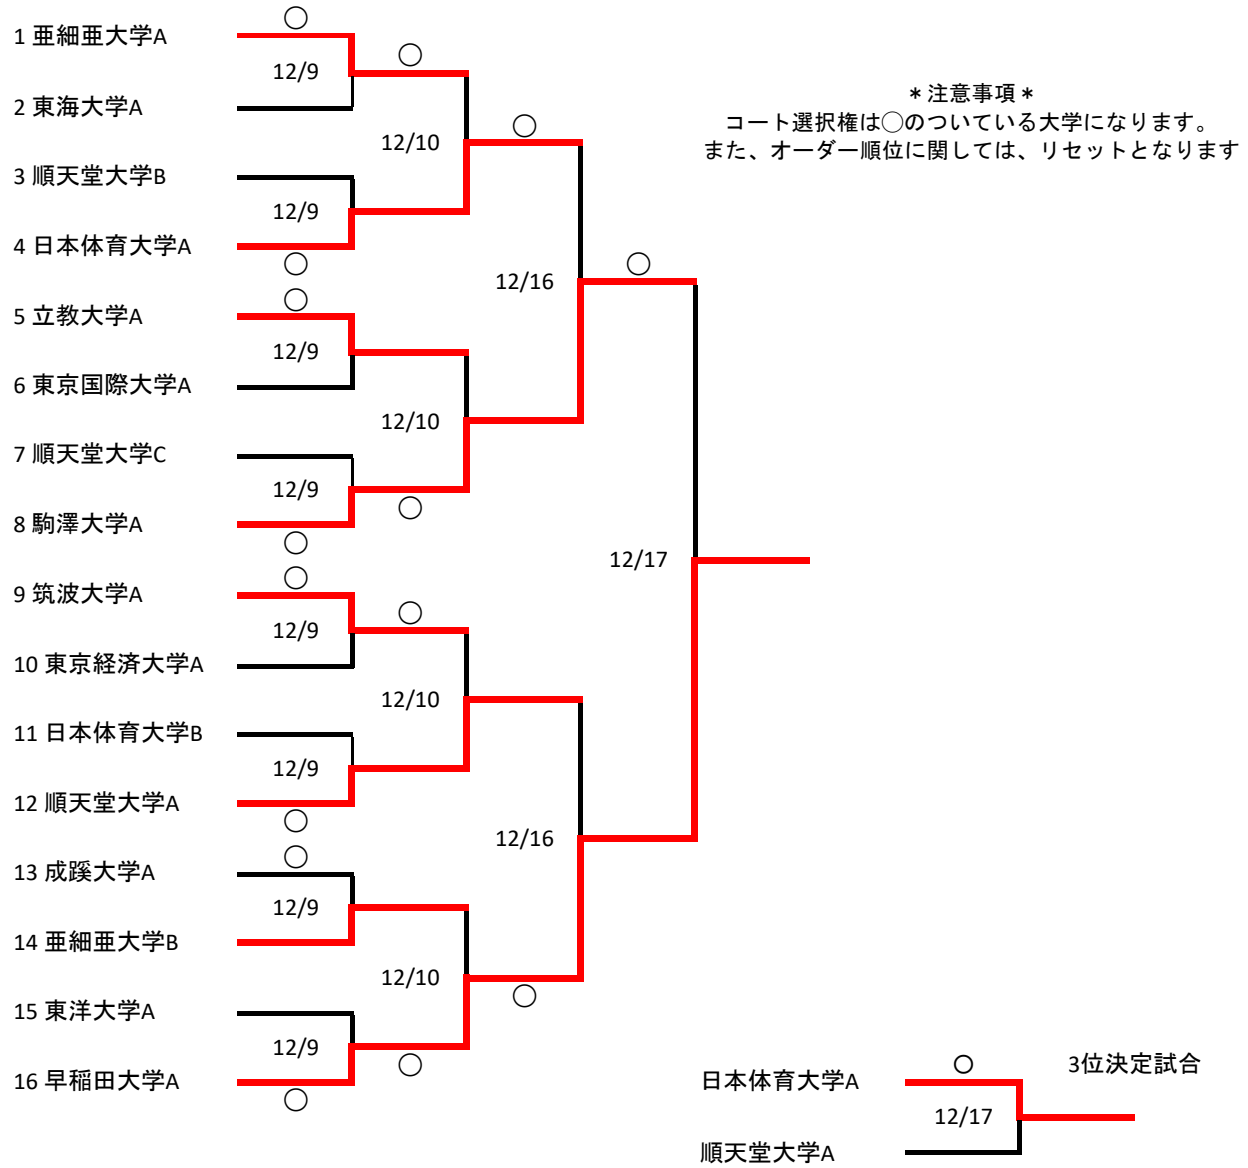 1 亜細亜大学A
12/9
2 東海大学A
12/10
3 順天堂大学B
12/9
4 日本体育大学A
12/16
5 立教大学A
12/9
6 東京国際大学A
12/10
7 順天堂大学C
12/9
8 駒澤大学A
12/17
9 筑波大学A
12/9
10 東京経済大学A
12/10
11 日本体育大学B
12/9
12 順天堂大学A
12/16
13 成蹊大学A
12/9
14 亜細亜大学B
12/10
15 東洋大学A
12/9
16 早稲田大学A
＊注意事項＊
コート選択権は◯のついている大学になります。
また、オーダー順位に関しては、リセットとなります
3位決定試合
日本体育大学A
12/17
順天堂大学A